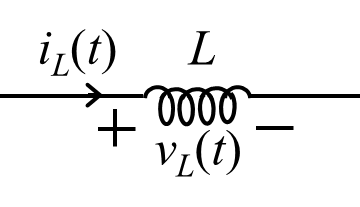 i_L(t) L
+ −
v_L(t)